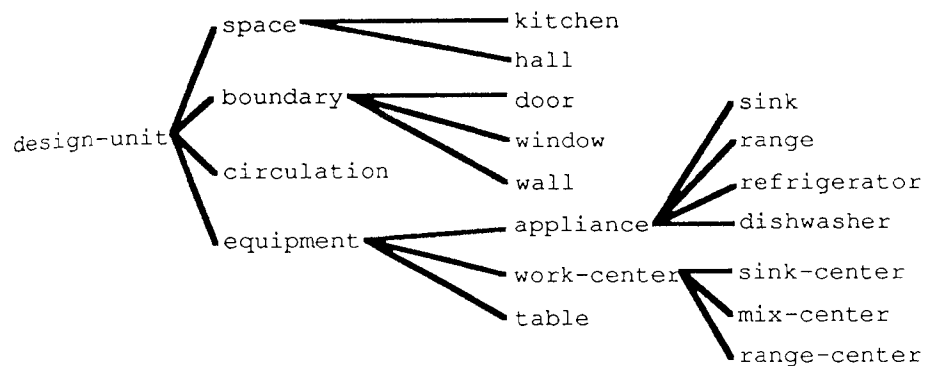 space
kitchen
hall
boundary
door
sink
design-unit
window
range
circulation
wall
refrigerator
equipment
appliance
dishwasher
work-center
sink-center
table
mix-center
range-center